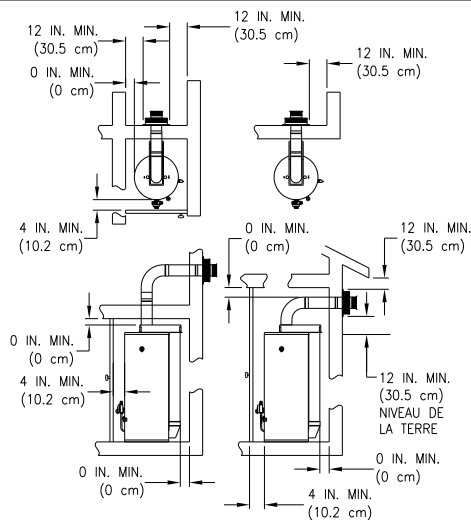 12 IN. MIN.
(30.5 cm)
12 IN. MIN.
(30.5 cm)
0 IN. MIN.
(0 cm)
12 IN. MIN.
(30.5 cm)
4 IN. MIN.
(10.2 cm)
0 IN. MIN.
(0 cm)
12 IN. MIN.
(30.5 cm)
0 IN. MIN.
(0 cm)
4 IN. MIN.
(10.2 cm)
12 IN. MIN.
(30.5 cm)
NIVEAU DE
LA TERRE
0 IN. MIN.
(0 cm)
0 IN. MIN.
(0 cm)
4 IN. MIN.
(10.2 cm)